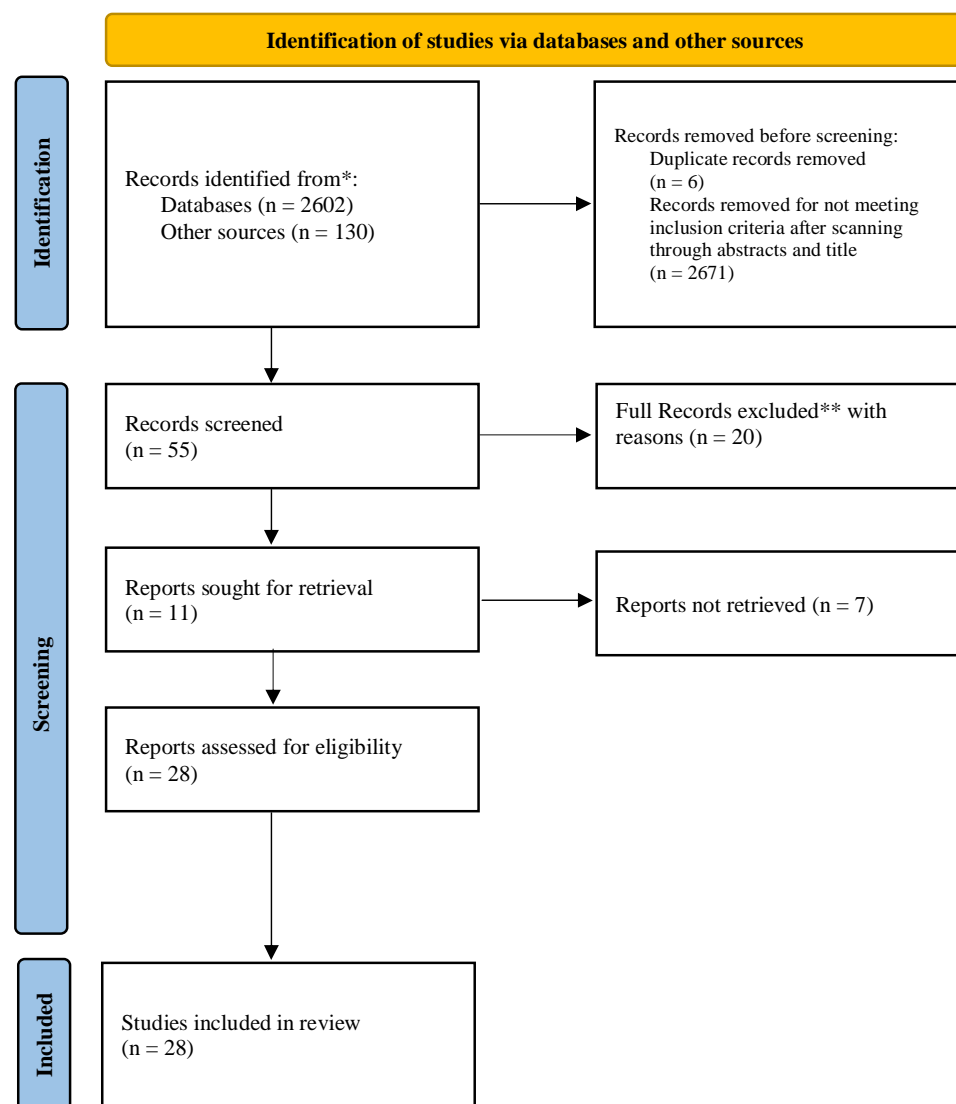 Identification of studies via databases and other sources
Identification
Records identified from*:
Databases (n = 2602)
Other sources (n = 130)
Records removed before screening:
Duplicate records removed
(n = 6)
Records removed for not meeting
inclusion criteria after scanning
through abstracts and title
(n = 2671)
Screening
Records screened
(n = 55)
Full Records excluded** with
reasons (n = 20)
Reports sought for retrieval
(n = 11)
Reports not retrieved (n = 7)
Reports assessed for eligibility
(n = 28)
Included
Studies included in review
(n = 28)